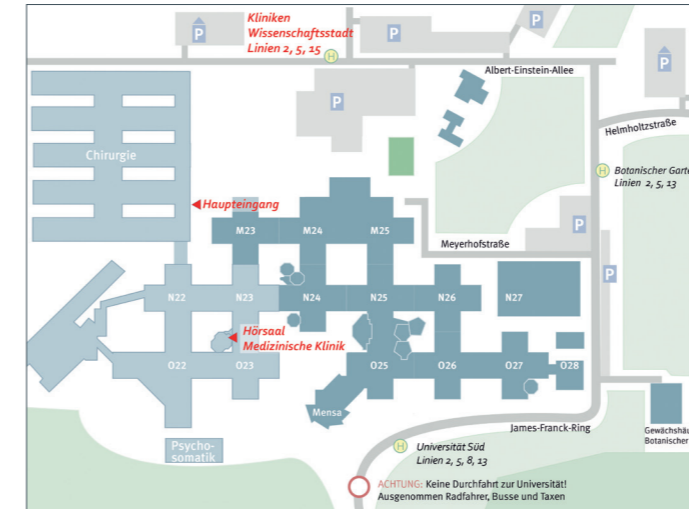 Kliniken
Wissenschaftsstadt
Linien 2, 5, 15
H
P
P
P
P
P
Albert-Einstein-Allee
Helmholtzstraße
Chirurgie
H
Botanischer Garte
Linien 2, 5, 13
Haupteingang
M23
M24
M25
Meyerhofstraße
P
P
N22
N23
N24
N25
N26
N27
Hörsaal
Medizinische Klinik
O22
O23
O25
O26
O27
O28
Mensa
Psycho-
somatik
James-Franck-Ring
Gewächshäu
Botanischer
H
Universität Süd
Linien 2, 5, 8, 13
ACHTUNG: Keine Durchfahrt zur Universität!
Ausgenommen Radfahrer, Busse und Taxen